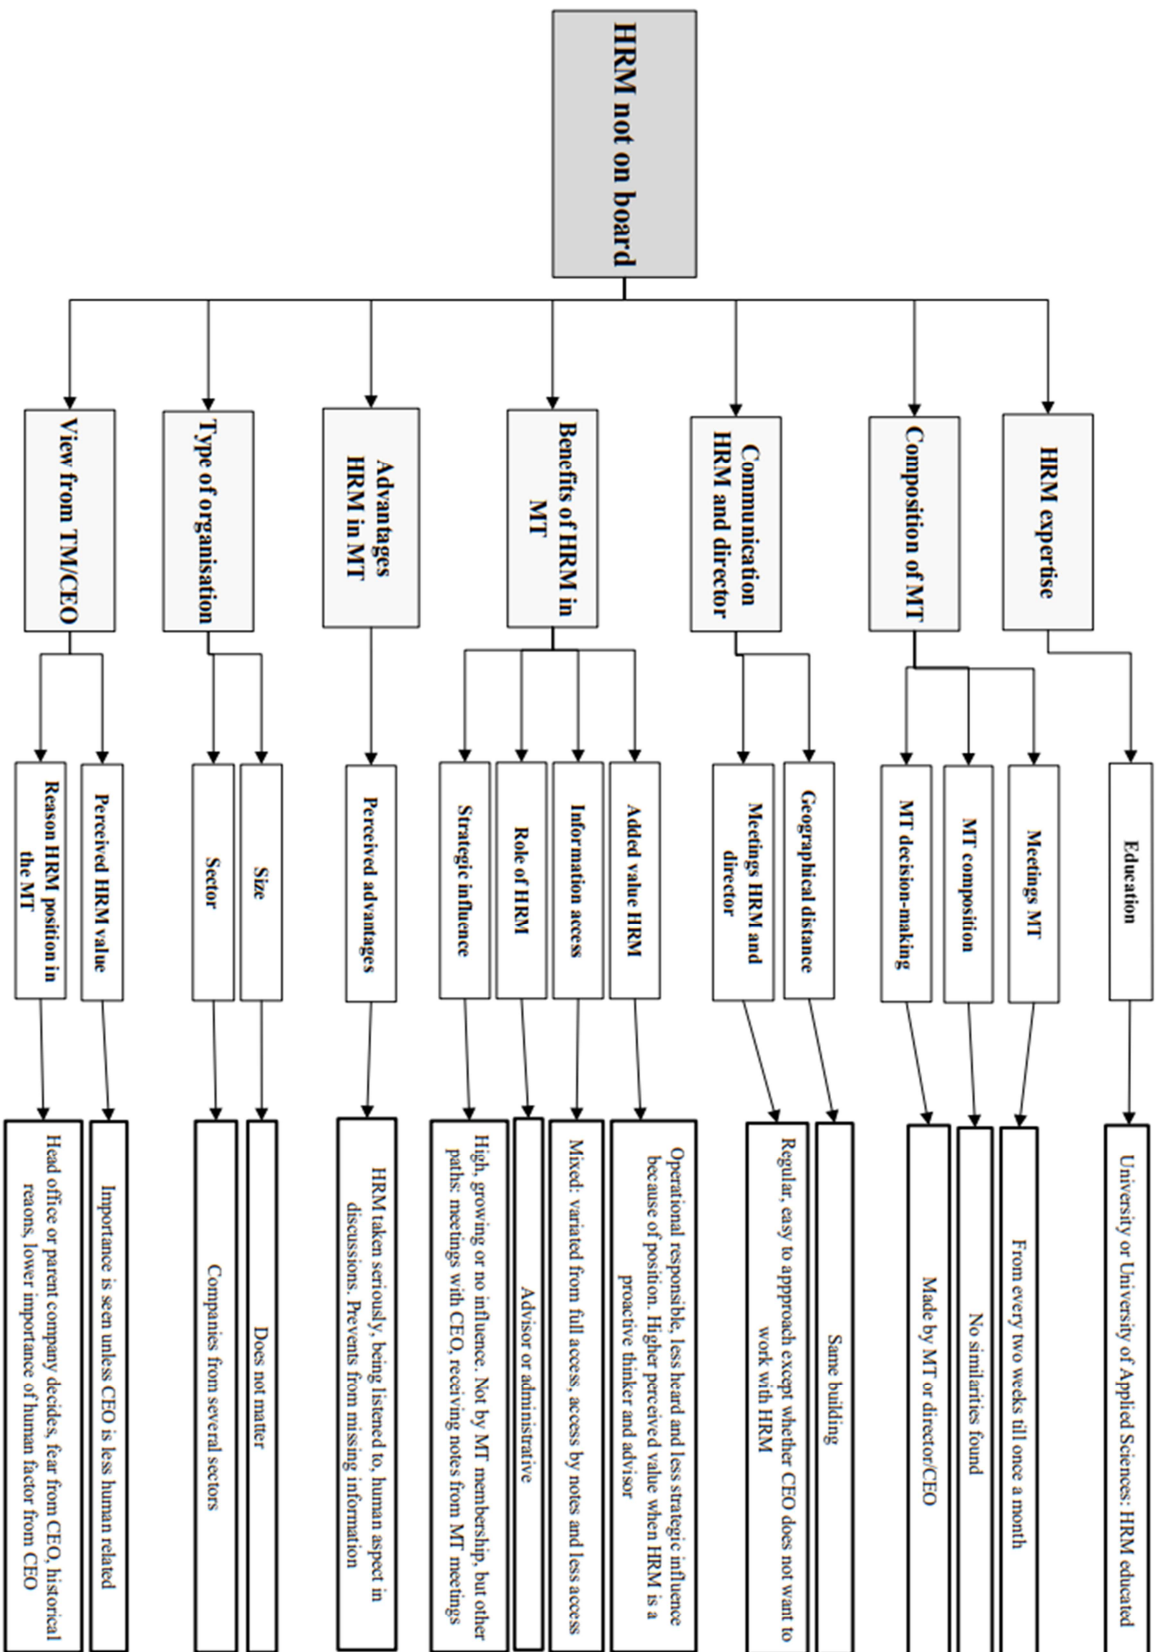 HRM not on board
HRM expertise
Education
University or University of Applied Sciences: HRM educated
Composition of MT
Meetings MT
From every two weeks till once a month
MT composition
No similarities found
MT decision-making
Made by MT or director/CEO
Communication
HRM and director
Geographical distance
Same building
Meetings HRM and
director
Regular, easy to appproach except whether CEO does not want to
work with HRM
Benefits of HRM in
MT
Added value HRM
Operational responsible, less heard and less strategic influence
because of position. Higher perceived value when HRM is a
proactive thinker and advisor
Information access
Mixed: variated from full access, access by notes and less access
Role of HRM
Advisor or administrative
Strategic influence
High, growing or no influence. Not by MT membership, but other
paths: meetings with CEO, receiving notes from MT meetings
Advantages
HRM in MT
Perceived advantages
HRM taken seriously, being listened to, human aspect in
discussions. Prevents from missing information
Type of organisation
Size
Does not matter
Sector
Companies from several sectors
View from TM/CEO
Perceived HRM value
Importance is seen unless CEO is less human related
Reason HRM position in
the MT
Head office or parent company decides, fear from CEO, historical
reaons, lower importance of human factor from CEO